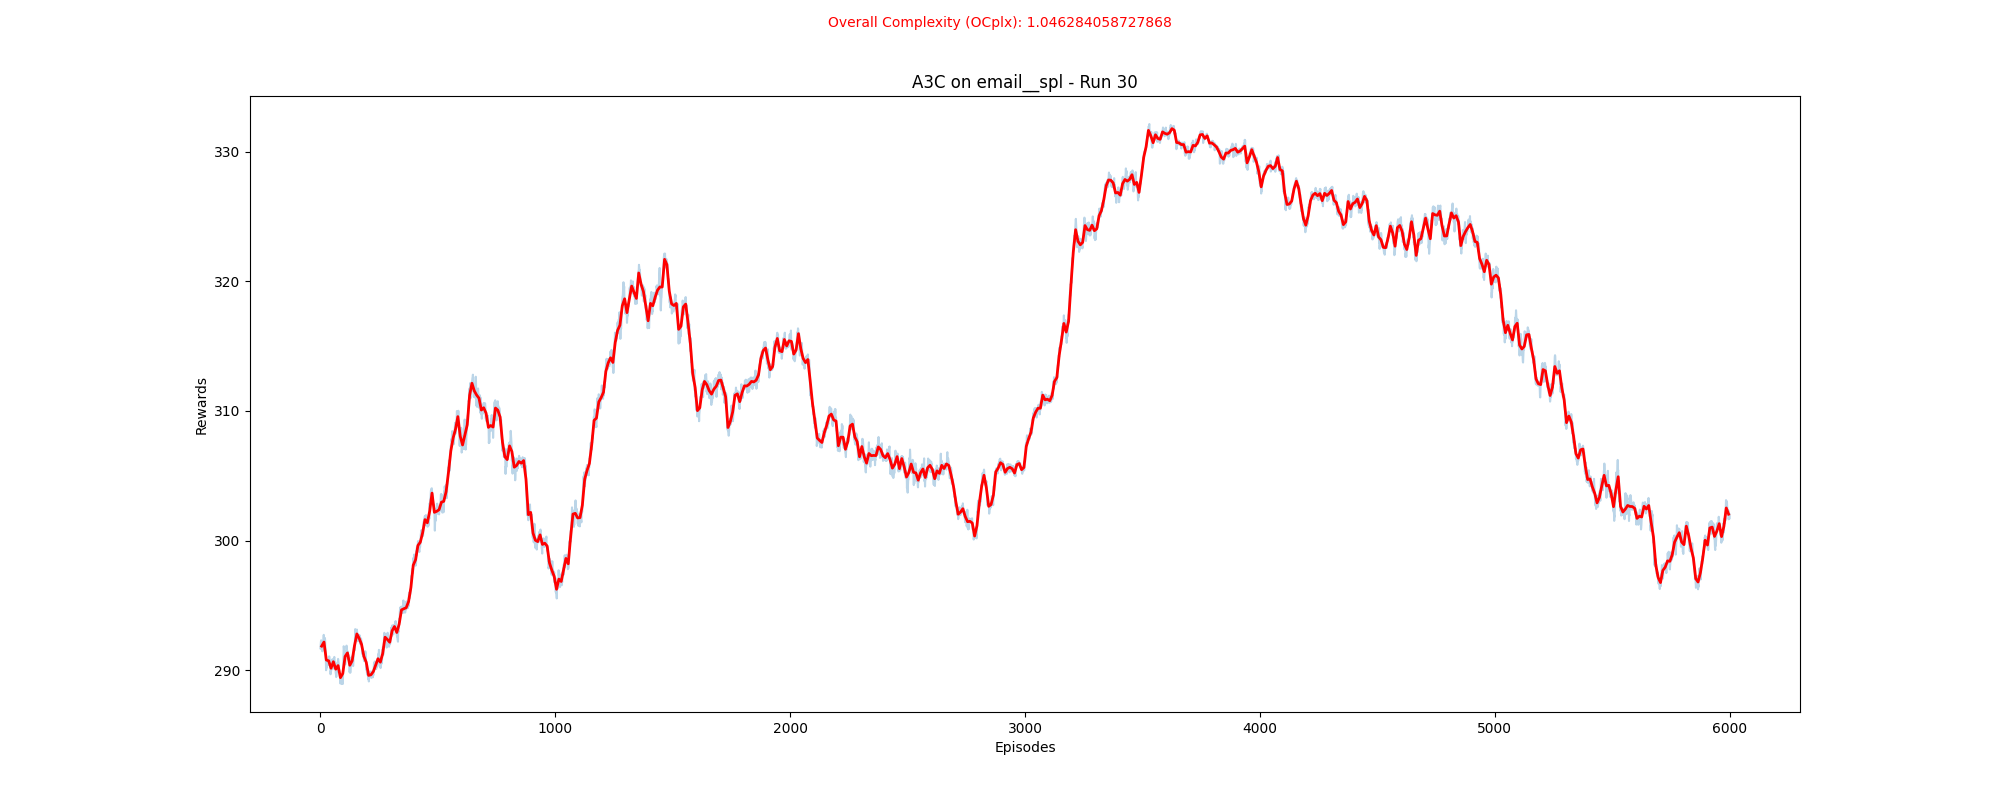 Overall Complexity (OCplx): 1.046284058727868
A3C on email__spl - Run 30
330
320
310
300
290
Rewards
0 1000 2000 3000 4000 5000 6000
Episodes